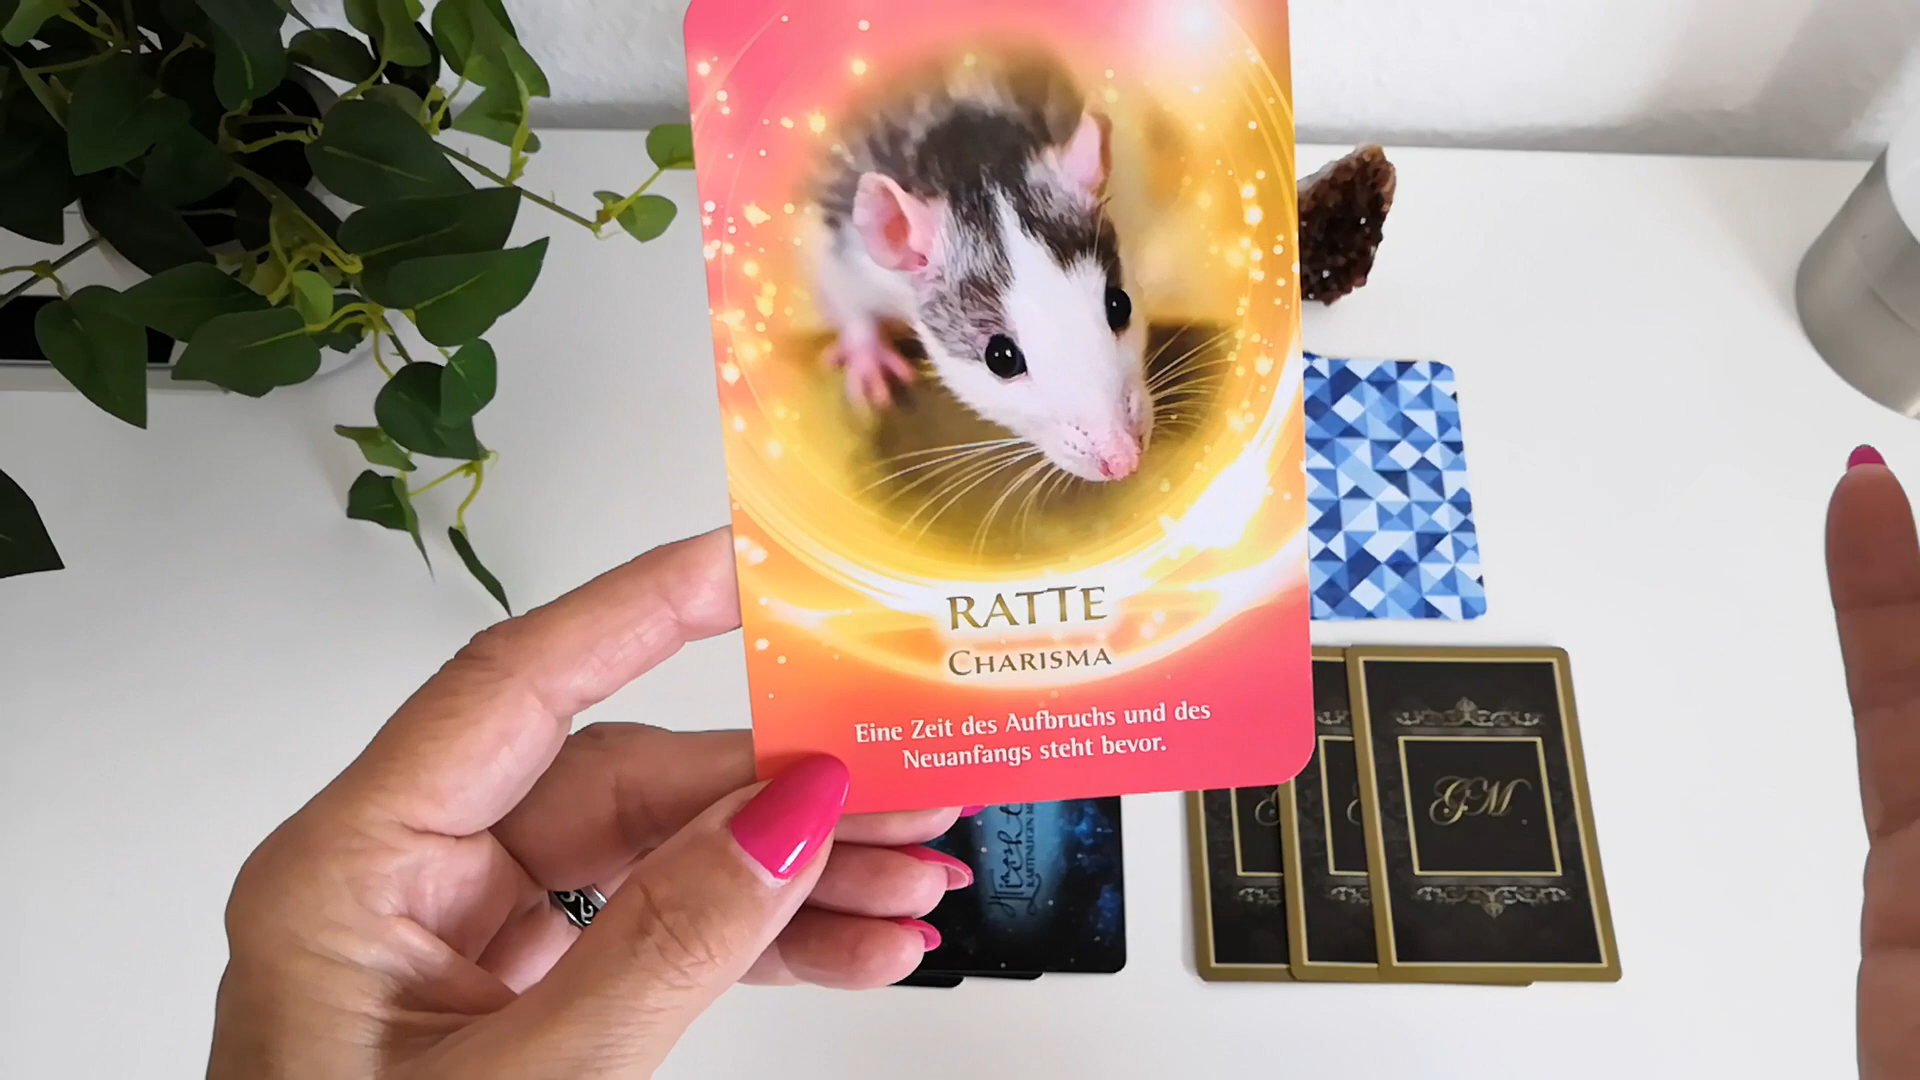 RATTE
CHARISMA
Eine Zeit des Aufbruchs und des
Neuanfangs steht bevor.
GM